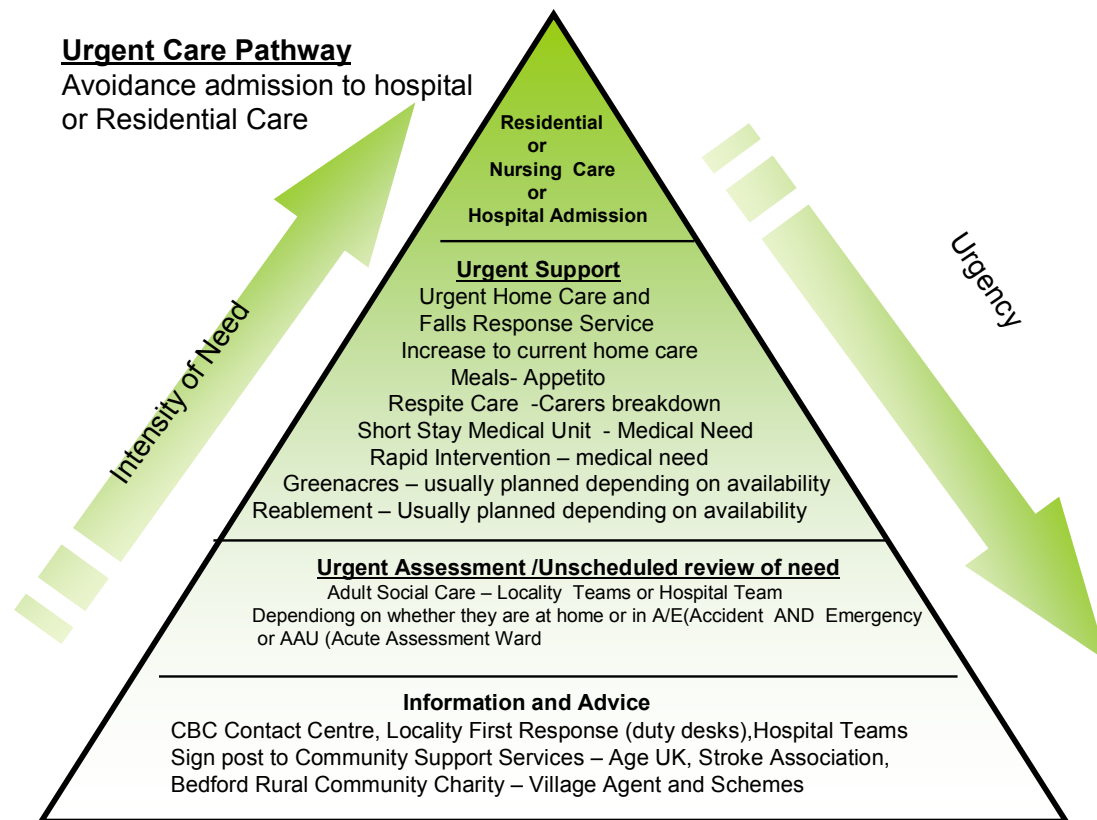 Urgent Care Pathway
Avoidance admission to hospital
or Residential Care
Residential
or
Nursing Care
or
Hospital Admission
Intensity of Need
Urgency
Urgent Support
Urgent Home Care and
Falls Response Service
Increase to current home care
Meals- Appetito
Respite Care -Carers breakdown
Short Stay Medical Unit - Medical Need
Rapid Intervention – medical need
Greenacres – usually planned depending on availability
Reablement – Usually planned depending on availability
Urgent Assessment /Unscheduled review of need
Adult Social Care – Locality Teams or Hospital Team
Dependiong on whether they are at home or in A/E(Accident AND Emergency
or AAU (Acute Assessment Ward
Information and Advice
CBC Contact Centre, Locality First Response (duty desks),Hospital Teams
Sign post to Community Support Services – Age UK, Stroke Association,
Bedford Rural Community Charity – Village Agent and Schemes